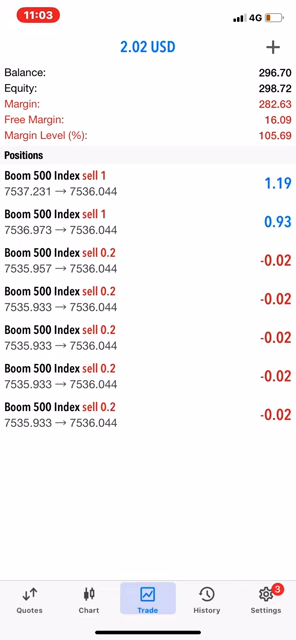 11:03
4G
2.02 USD
Balance: 296.70
Equity: 298.72
Margin: 282.63
Free Margin: 16.09
Margin Level (%): 105.69
Positions
Boom 500 Index sell 1
7537.231 → 7536.044 1.19
Boom 500 Index sell 1
7536.973 → 7536.044 0.93
Boom 500 Index sell 0.2
7535.957 → 7536.044 -0.02
Boom 500 Index sell 0.2
7535.933 → 7536.044 -0.02
Boom 500 Index sell 0.2
7535.933 → 7536.044 -0.02
Boom 500 Index sell 0.2
7535.933 → 7536.044 -0.02
Boom 500 Index sell 0.2
7535.933 → 7536.044 -0.02
3
Quotes Chart Trade History Settings